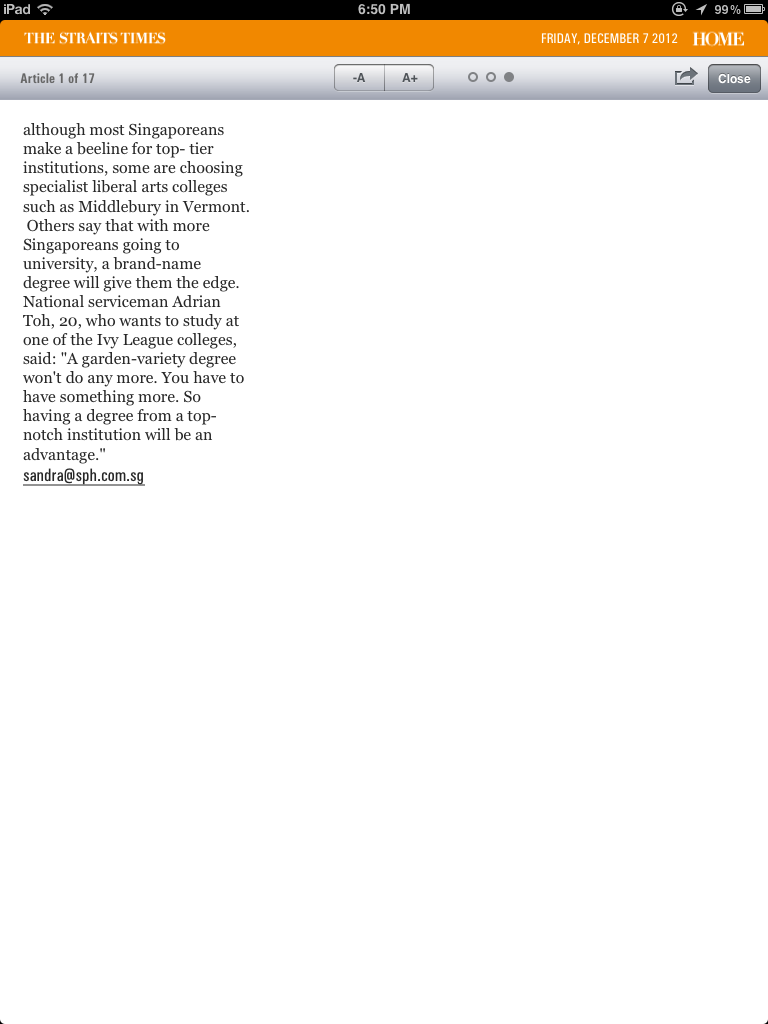 iPad 6:50 PM 99%
THE STRAITS TIMES FRIDAY, DECEMBER 7 2012 HOME
Article 1 of 17 -A A+ Close
although most Singaporeans
make a beeline for top- tier
institutions, some are choosing
specialist liberal arts colleges
such as Middlebury in Vermont.
Others say that with more
Singaporeans going to
university, a brand-name
degree will give them the edge.
National serviceman Adrian
Toh, 20, who wants to study at
one of the Ivy League colleges,
said: "A garden-variety degree
won't do any more. You have to
have something more. So
having a degree from a top-
notch institution will be an
advantage."
sandra@sph.com.sg